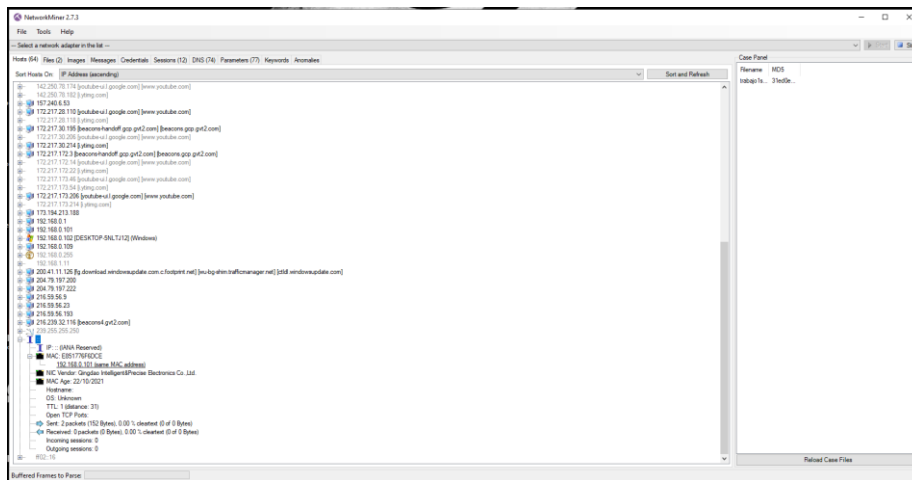 NetworkMiner 2.7.3
File Tools Help
--- Select a network adapter in the list ---
Hosts (64) Files (2) Images Messages Credentials Sessions (12) DNS (74) Parameters (77) Keywords Anomalies
Case Panel
Sort Hosts On: IP Address (ascending) Sort and Refresh
Filename MD5
trabajo1s... 31ed0e...
142.250.78.174 [youtube-ui.l.google.com] [www.youtube.com]
142.250.78.182 [i.ytimg.com]
157.240.6.53
172.217.28.110 [youtube-ui.l.google.com] [www.youtube.com]
172.217.28.118 [i.ytimg.com]
172.217.30.195 [beacons-handoff.gcp.gvt2.com] [beacons.gcp.gvt2.com]
172.217.30.206 [youtube-ui.l.google.com] [www.youtube.com]
172.217.30.214 [i.ytimg.com]
172.217.172.3 [beacons-handoff.gcp.gvt2.com] [beacons.gcp.gvt2.com]
172.217.172.14 [youtube-ui.l.google.com] [www.youtube.com]
172.217.172.22 [i.ytimg.com]
172.217.173.46 [youtube-ui.l.google.com] [www.youtube.com]
172.217.173.54 [i.ytimg.com]
172.217.173.206 [youtube-ui.l.google.com] [www.youtube.com]
172.217.173.214 [i.ytimg.com]
173.194.213.188
192.168.0.1
192.168.0.101
192.168.0.102 [DESKTOP-5NLTJ12] (Windows)
192.168.0.109
192.168.0.255
192.168.1.11
200.41.11.126 [fg.download.windowsupdate.com.c.footprint.net] [wu-bg-shim.trafficmanager.net] [ctldl.windowsupdate.com]
204.79.197.200
204.79.197.222
216.59.56.9
216.59.56.23
216.59.56.193
216.239.32.116 [beacons4.gvt2.com]
239.255.255.250
::
IP: :: (IANA Reserved)
MAC: E851776F6DCE
192.168.0.101 (same MAC address)
NIC Vendor: Qingdao Intelligent&Precise Electronics Co.,Ltd.
MAC Age: 22/10/2021
Hostname:
OS: Unknown
TTL: 1 (distance: 31)
Open TCP Ports:
Sent: 2 packets (152 Bytes), 0.00 % cleartext (0 of 0 Bytes)
Received: 0 packets (0 Bytes), 0.00 % cleartext (0 of 0 Bytes)
Incoming sessions: 0
Outgoing sessions: 0
ff02::16
Reload Case Files
Buffered Frames to Parse: